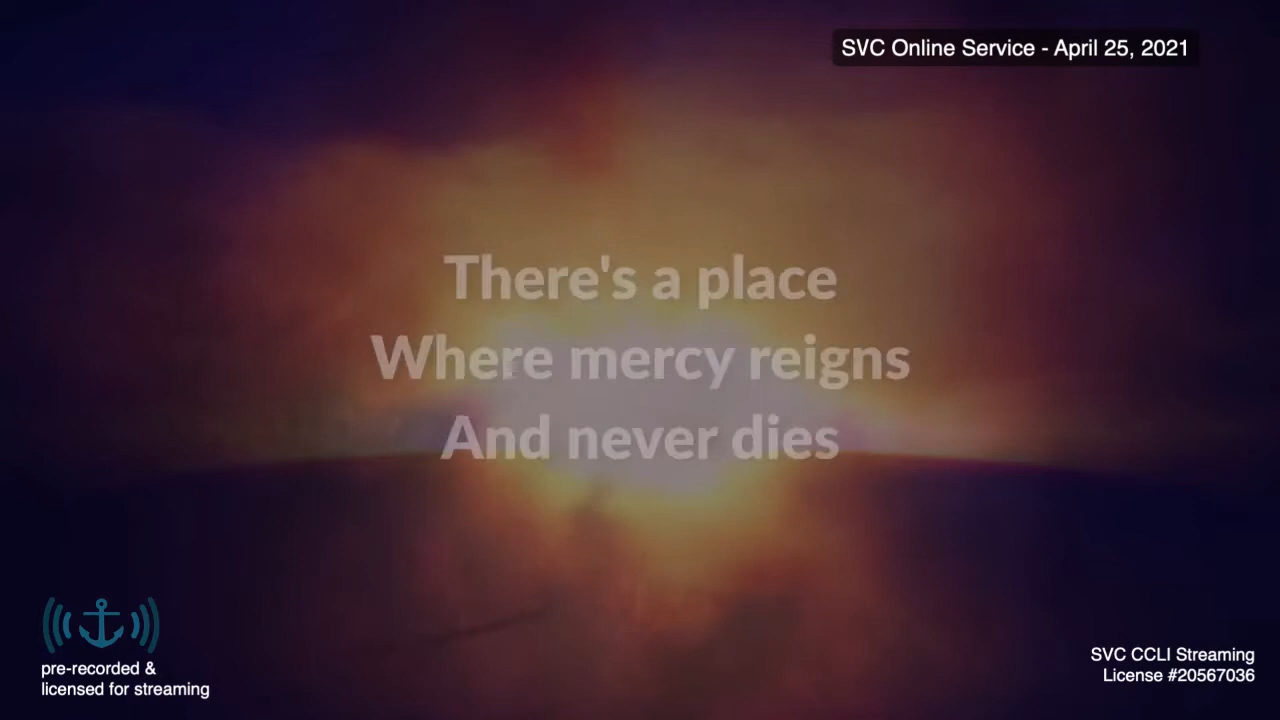 SVC Online Service - April 25, 2021
There's a place
Where mercy reigns
And never dies
pre-recorded &
licensed for streaming
SVC CCLI Streaming
License #20567036